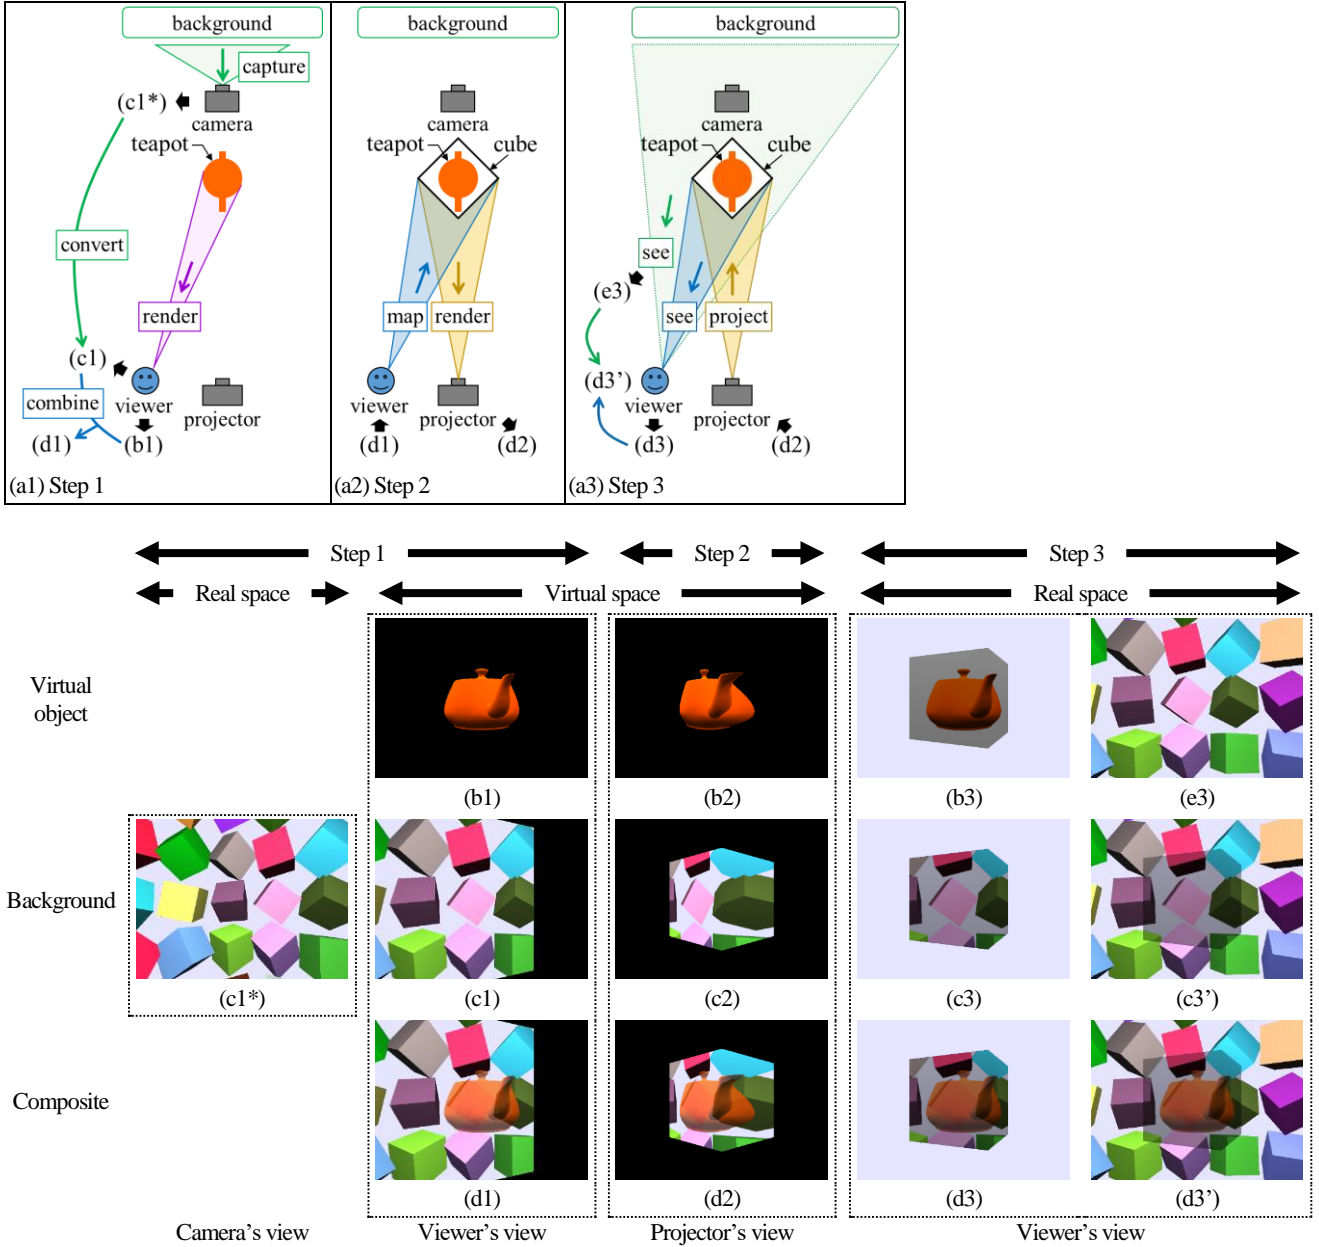 background
capture
(c1*)
camera
teapot
convert
render
(c1)
combine
viewer
projector
(d1)
(b1)
(a1) Step 1
background
camera
teapot
cube
map
render
viewer
projector
(d1)
(d2)
(a2) Step 2
background
camera
teapot
cube
see
(e3)
see
project
(d3’)
viewer
projector
(d3)
(d2)
(a3) Step 3
Step 1
Step 2
Step 3
Real space
Virtual space
Real space
Virtual
object
(b1)
(b2)
(b3)
(e3)
Background
(c1*)
(c1)
(c2)
(c3)
(c3’)
Composite
(d1)
(d2)
(d3)
(d3’)
Camera’s view
Viewer’s view
Projector’s view
Viewer’s view